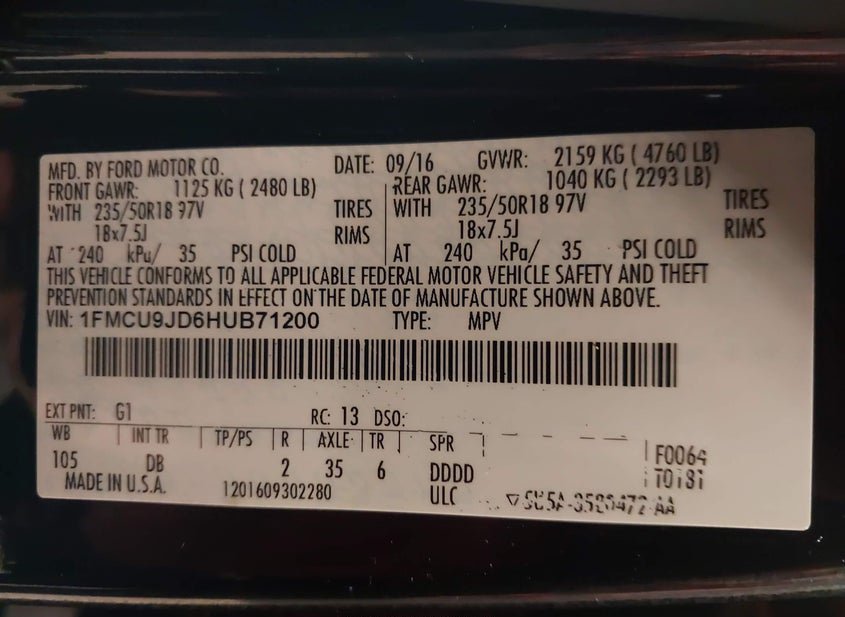 MFD. BY FORD MOTOR CO. DATE: 09/16 GVWR: 2159 KG ( 4760 LB)
FRONT GAWR: 1125 KG ( 2480 LB) REAR GAWR: 1040 KG ( 2293 LB)
WITH 235/50R18 97V TIRES WITH 235/50R18 97V TIRES
18x7.5J RIMS 18x7.5J RIMS
AT 240 kPa/ 35 PSI COLD AT 240 kPa/ 35 PSI COLD
THIS VEHICLE CONFORMS TO ALL APPLICABLE FEDERAL MOTOR VEHICLE SAFETY AND THEFT
PREVENTION STANDARDS IN EFFECT ON THE DATE OF MANUFACTURE SHOWN ABOVE.
VIN: 1FMCU9JD6HUB71200 TYPE: MPV
EXT PNT: G1 RC: 13 DSO:
WB INT TR TP/PS R AXLE TR SPR
105 DB 2 35 6 DDDD F0064
MADE IN U.S.A. 1201609302280 ULC T0181